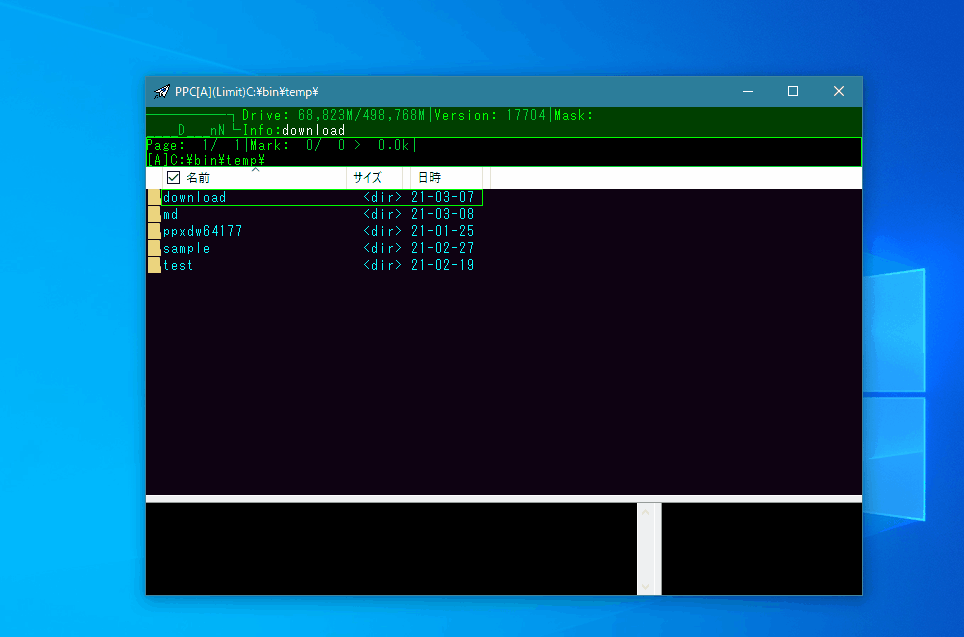 PPC[A](Limit)C:¥bin¥temp¥
Drive: 68,823M/498,768M|Version: 17704|Mask:
____D___nN Info:download
Page: 1/ 1|Mark: 0/ 0 > 0.0k|
[A]C:¥bin¥temp¥
名前 サイズ 日時
download <dir> 21-03-07
md <dir> 21-03-08
ppxdw64177 <dir> 21-01-25
sample <dir> 21-02-27
test <dir> 21-02-19